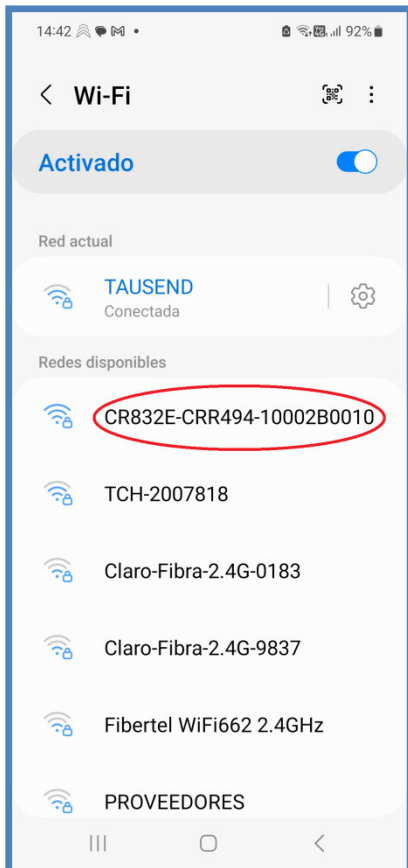 14:42 92%
Wi-Fi
Activado
Red actual
TAUSEND
Conectada
Redes disponibles
CR832E-CRR494-10002B0010
TCH-2007818
Claro-Fibra-2.4G-0183
Claro-Fibra-2.4G-9837
Fibertel WiFi662 2.4GHz
PROVEEDORES